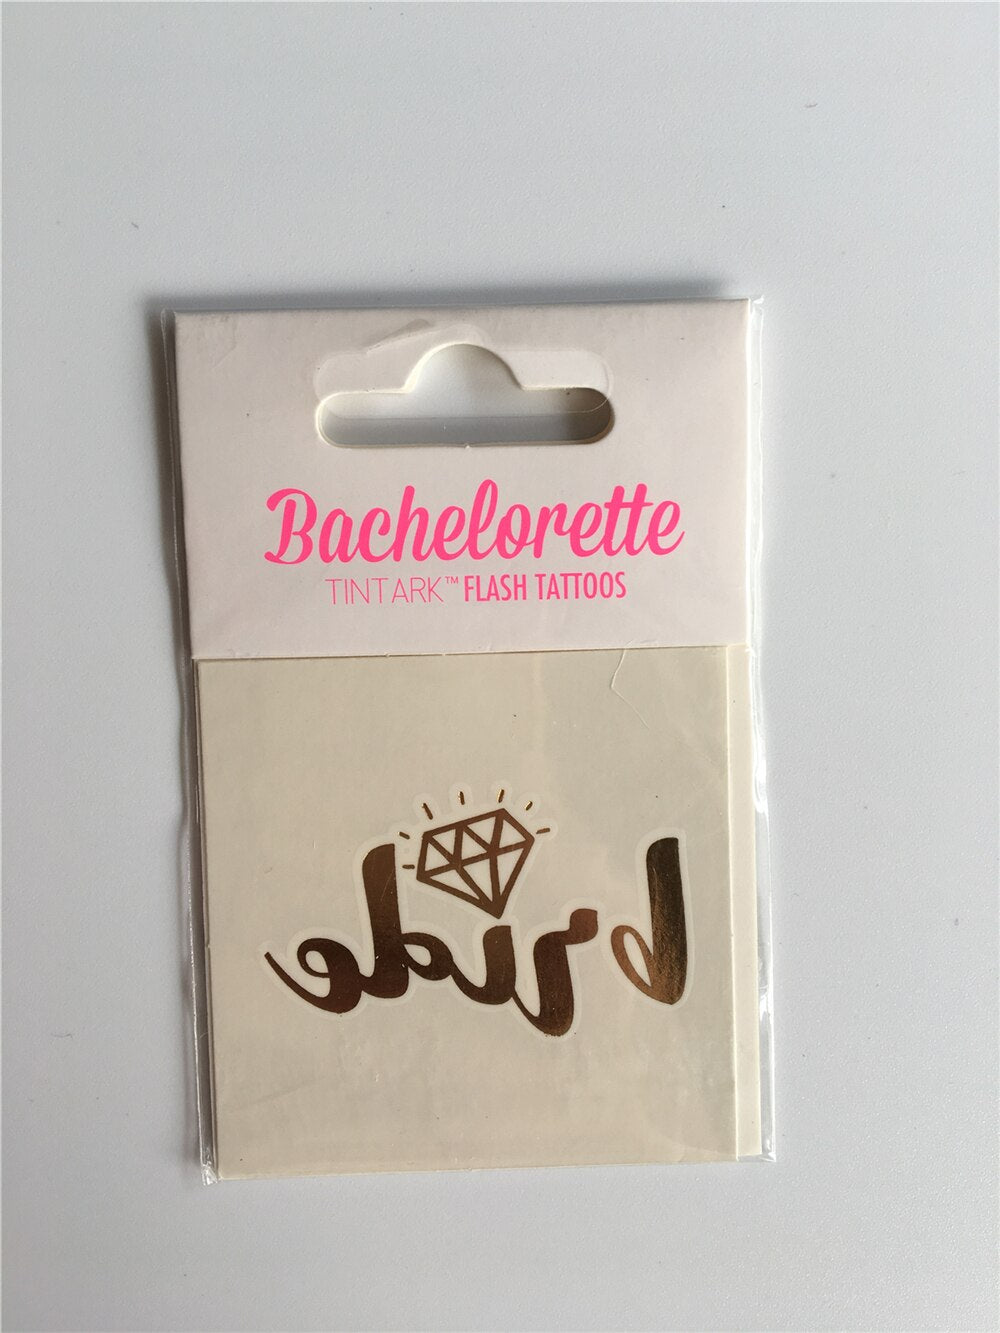 Bachelorette
TINTARK™ FLASH TATTOOS
bride